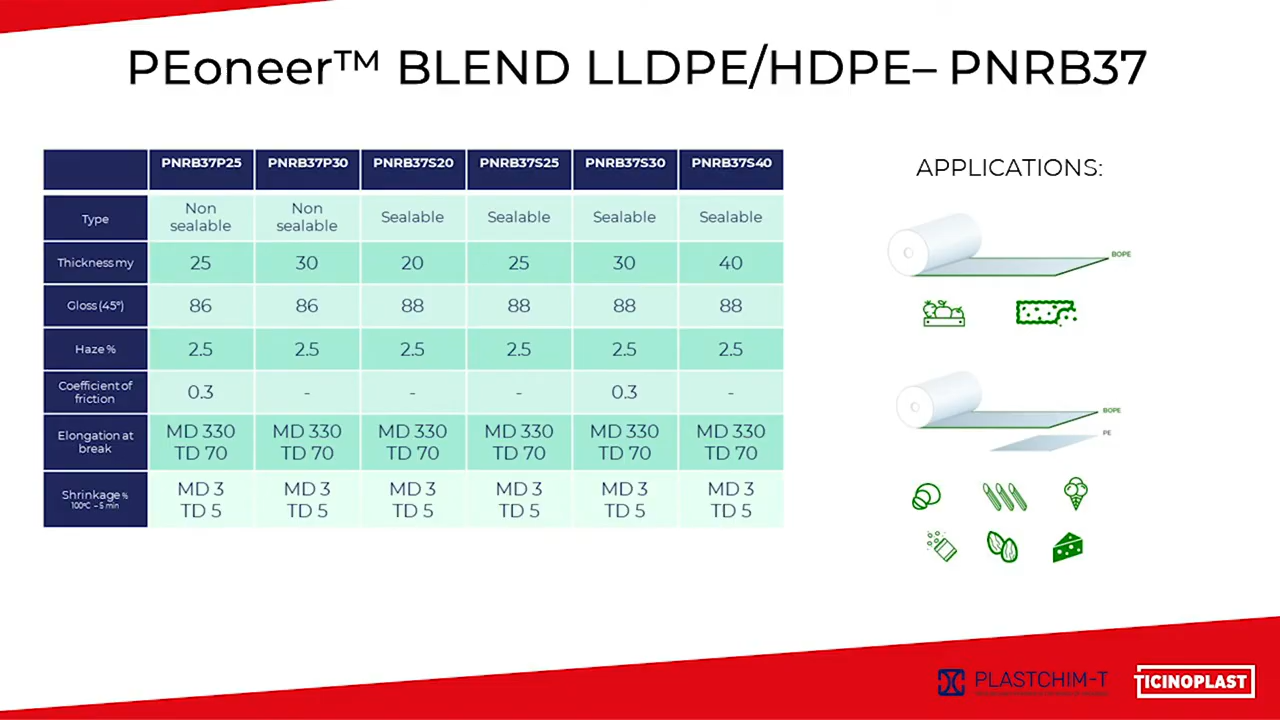 PEoneer™ BLEND LLDPE/HDPE– PNRB37
PNRB37P25 PNRB37P30 PNRB37S20 PNRB37S25 PNRB37S30 PNRB37S40
Type Non sealable Non sealable Sealable Sealable Sealable Sealable
Thickness my 25 30 20 25 30 40
Gloss (45°) 86 86 88 88 88 88
Haze % 2.5 2.5 2.5 2.5 2.5 2.5
Coefficient of friction 0.3 - - - 0.3 -
Elongation at break MD 330 TD 70 MD 330 TD 70 MD 330 TD 70 MD 330 TD 70 MD 330 TD 70 MD 330 TD 70
Shrinkage % 100°C – 5 min MD 3 TD 5 MD 3 TD 5 MD 3 TD 5 MD 3 TD 5 MD 3 TD 5 MD 3 TD 5
APPLICATIONS:
BOPE
BOPE
PE
PLASTCHIM-T
TICINOPLAST